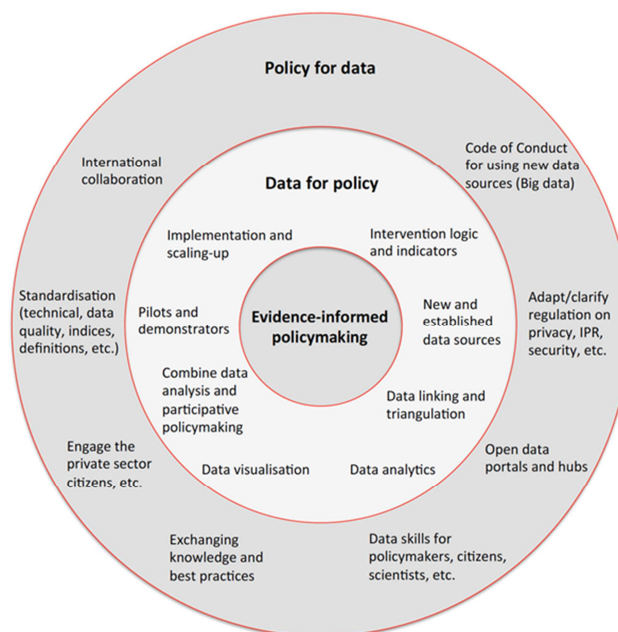 Policy for data
International
collaboration
Code of Conduct
for using new data
sources (Big data)
Data for policy
Implementation and
scaling-up
Intervention logic
and indicators
Standardisation
(technical, data
quality, indices,
definitions, etc.)
Pilots and
demonstrators
Evidence-informed
policymaking
New and
established
data sources
Adapt/clarify
regulation on
privacy, IPR,
security, etc.
Combine data
analysis and
participative
policymaking
Data linking and
triangulation
Engage the
private sector
citizens, etc.
Data visualisation
Data analytics
Open data
portals and hubs
Exchanging
knowledge and
best practices
Data skills for
policymakers, citizens,
scientists, etc.